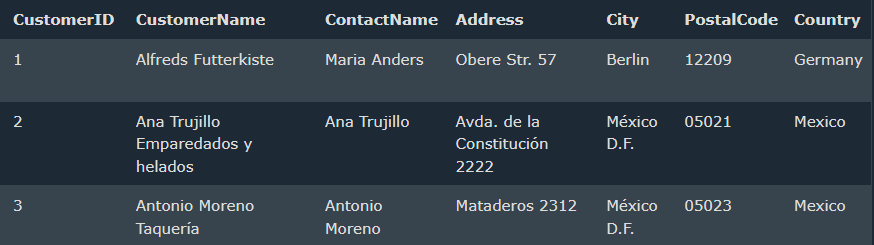 CustomerID CustomerName ContactName Address City PostalCode Country
1 Alfreds Futterkiste Maria Anders Obere Str. 57 Berlin 12209 Germany
2 Ana Trujillo Ana Trujillo Avda. de la México 05021 Mexico
Emparedados y Constitución D.F.
helados 2222
3 Antonio Moreno Antonio Mataderos 2312 México 05023 Mexico
Taquería Moreno D.F.